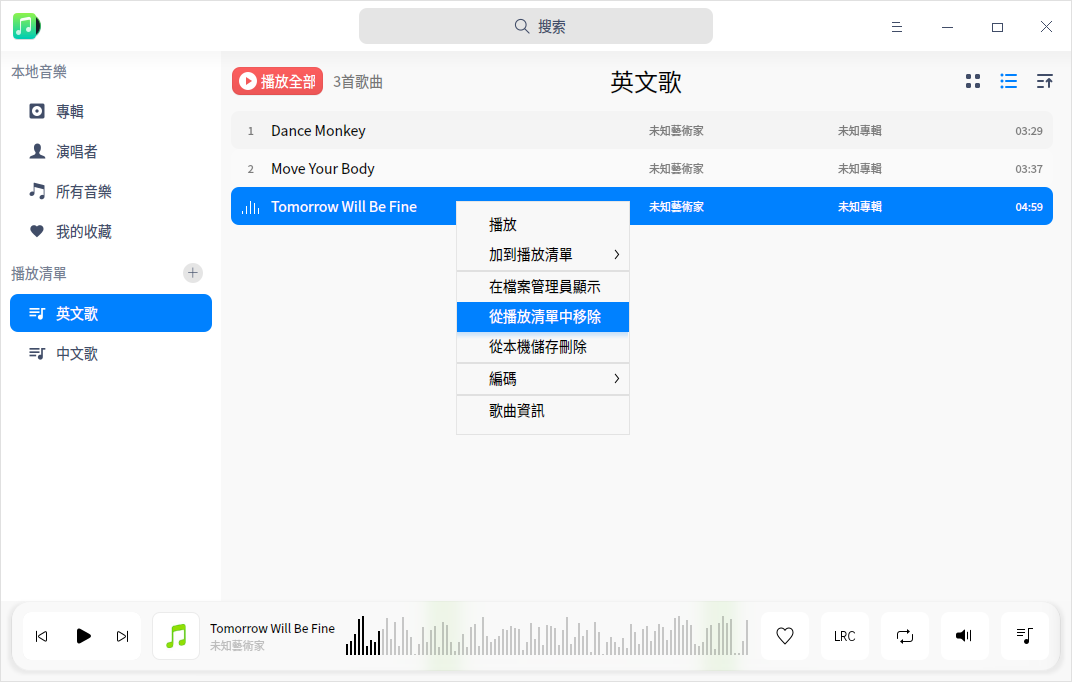 搜索
本地音樂
專輯
演唱者
所有音樂
我的收藏
播放清單
英文歌
中文歌
播放全部 3首歌曲 英文歌
1 Dance Monkey 未知藝術家 未知專輯 03:29
2 Move Your Body 未知藝術家 未知專輯 03:37
Tomorrow Will Be Fine 未知藝術家 未知專輯 04:59
播放
加到播放清單
在檔案管理員顯示
從播放清單中移除
從本機儲存刪除
編碼
歌曲資訊
Tomorrow Will Be Fine
未知藝術家
LRC